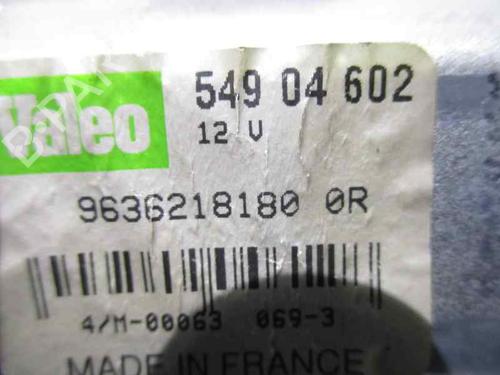 Valeo
549 04 602
12 V
9636218180 0R
4/M-00063 069-3
MADE IN FRANCE